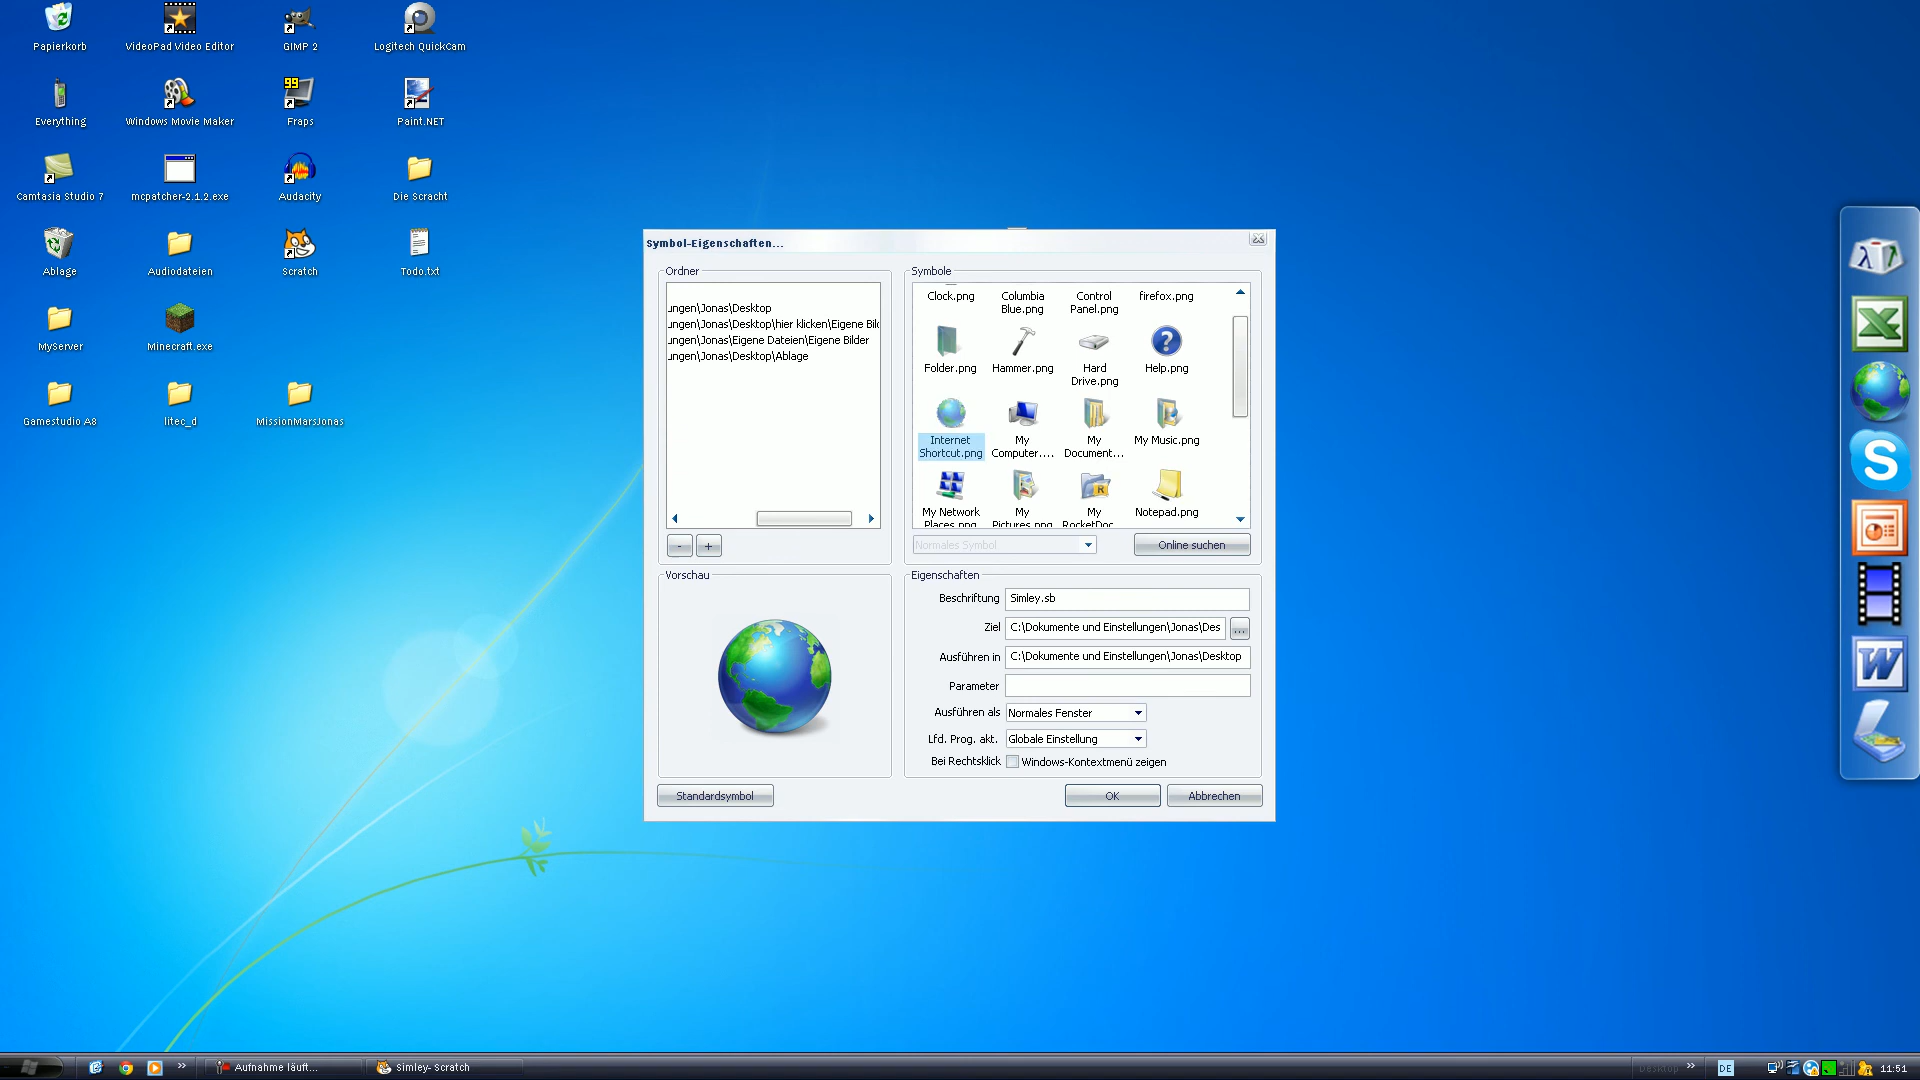 Papierkorb
VideoPad Video Editor
GIMP 2
Logitech QuickCam
Everything
Windows Movie Maker
99
Fraps
Paint.NET
Camtasia Studio 7
mcpatcher-2.1.2.exe
Audacity
Die Scracht
Ablage
Audiodateien
Scratch
Todo.txt
MyServer
Minecraft.exe
Gamestudio A8
litec_d
MissionMarsJonas
Symbol-Eigenschaften...
Ordner
ungen\Jonas\Desktop
ungen\Jonas\Desktop\hier klicken\Eigene Bild
ungen\Jonas\Eigene Dateien\Eigene Bilder
ungen\Jonas\Desktop\Ablage
- +
Symbole
Clock.png
Columbia
Blue.png
Control
Panel.png
firefox.png
Folder.png
Hammer.png
Hard
Drive.png
Help.png
Internet
Shortcut.png
My
Computer....
My
Document...
My Music.png
My Network
Places.png
My
Pictures.png
My
RocketDoc...
Notepad.png
Normales Symbol
Online suchen
Vorschau
Eigenschaften
Beschriftung Simley.sb
Ziel C:\Dokumente und Einstellungen\Jonas\Des ...
Ausführen in C:\Dokumente und Einstellungen\Jonas\Desktop
Parameter
Ausführen als Normales Fenster
Lfd. Prog. akt. Globale Einstellung
Bei Rechtsklick Windows-Kontextmenü zeigen
Standardsymbol
OK
Abbrechen
λ
X
S
W
Aufnahme läuft...
Simley- Scratch
Desktop
DE
11:51